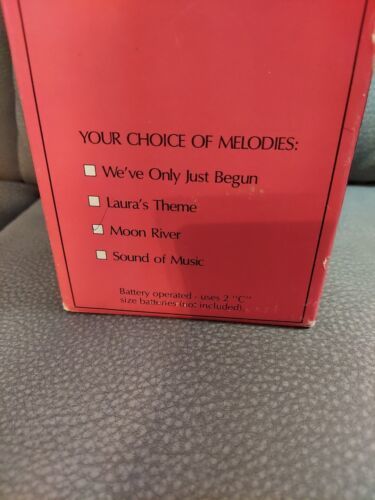 YOUR CHOICE OF MELODIES:
We've Only Just Begun
Laura's Theme
Moon River
Sound of Music
Battery operated - uses 2 "C"
size batteries (not included).